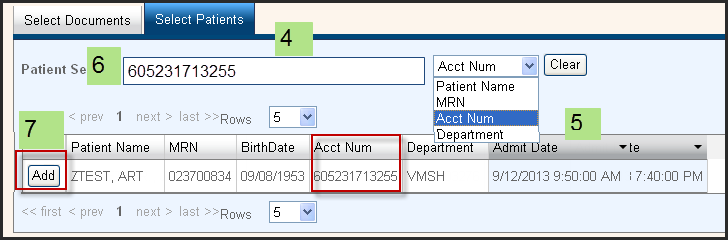 Select Documents Select Patients
4
Patient Se 6 605231713255 Acct Num Clear
Patient Name
MRN
Acct Num
Department
5
< prev 1 next > last >> Rows 5
7
Patient Name MRN BirthDate Acct Num Department Admit Date te
Add ZTEST, ART 023700834 09/08/1953 605231713255 VMSH 9/12/2013 9:50:00 AM 7:40:00 PM
<< first < prev 1 next > last >> Rows 5